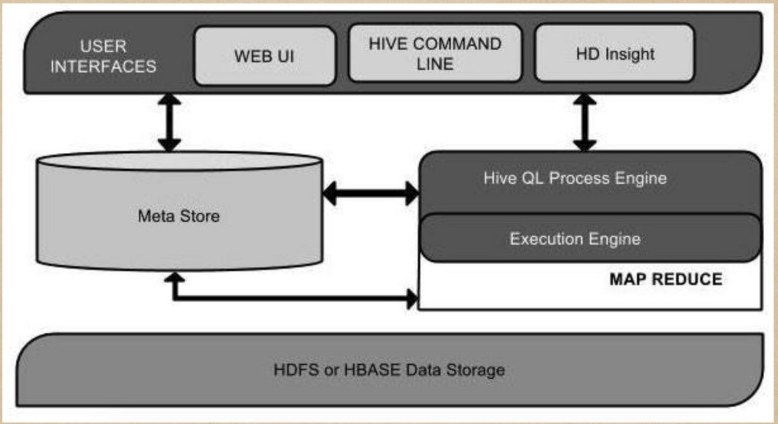 USER
INTERFACES
WEB UI
HIVE COMMAND
LINE
HD Insight
Meta Store
Hive QL Process Engine
Execution Engine
MAP REDUCE
HDFS or HBASE Data Storage